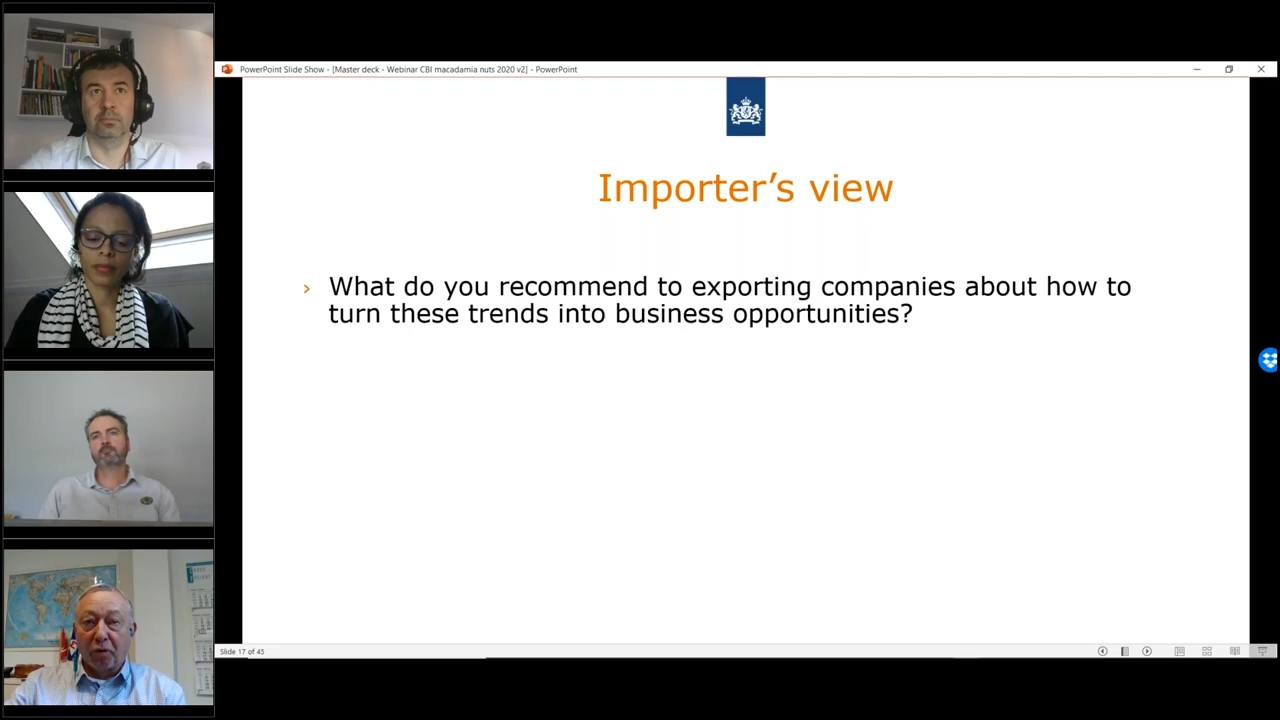 PowerPoint Slide Show - [Master deck - Webinar CBI macadamia nuts 2020 v2] - PowerPoint
Importer's view
› What do you recommend to exporting companies about how to
turn these trends into business opportunities?
Slide 17 of 45